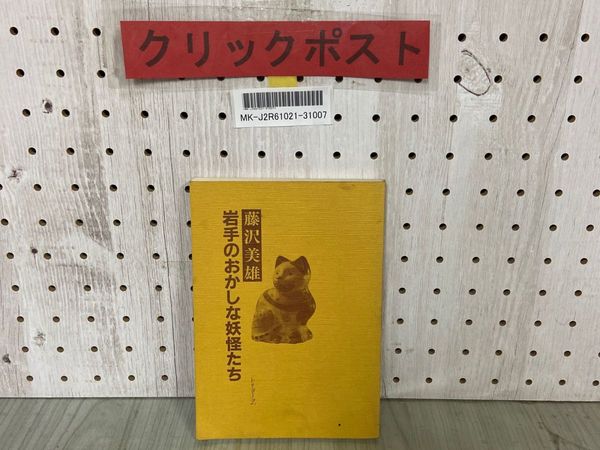 クリックポスト
MK-J2R61021-31007
藤沢美雄
岩手のおかしな妖怪たち